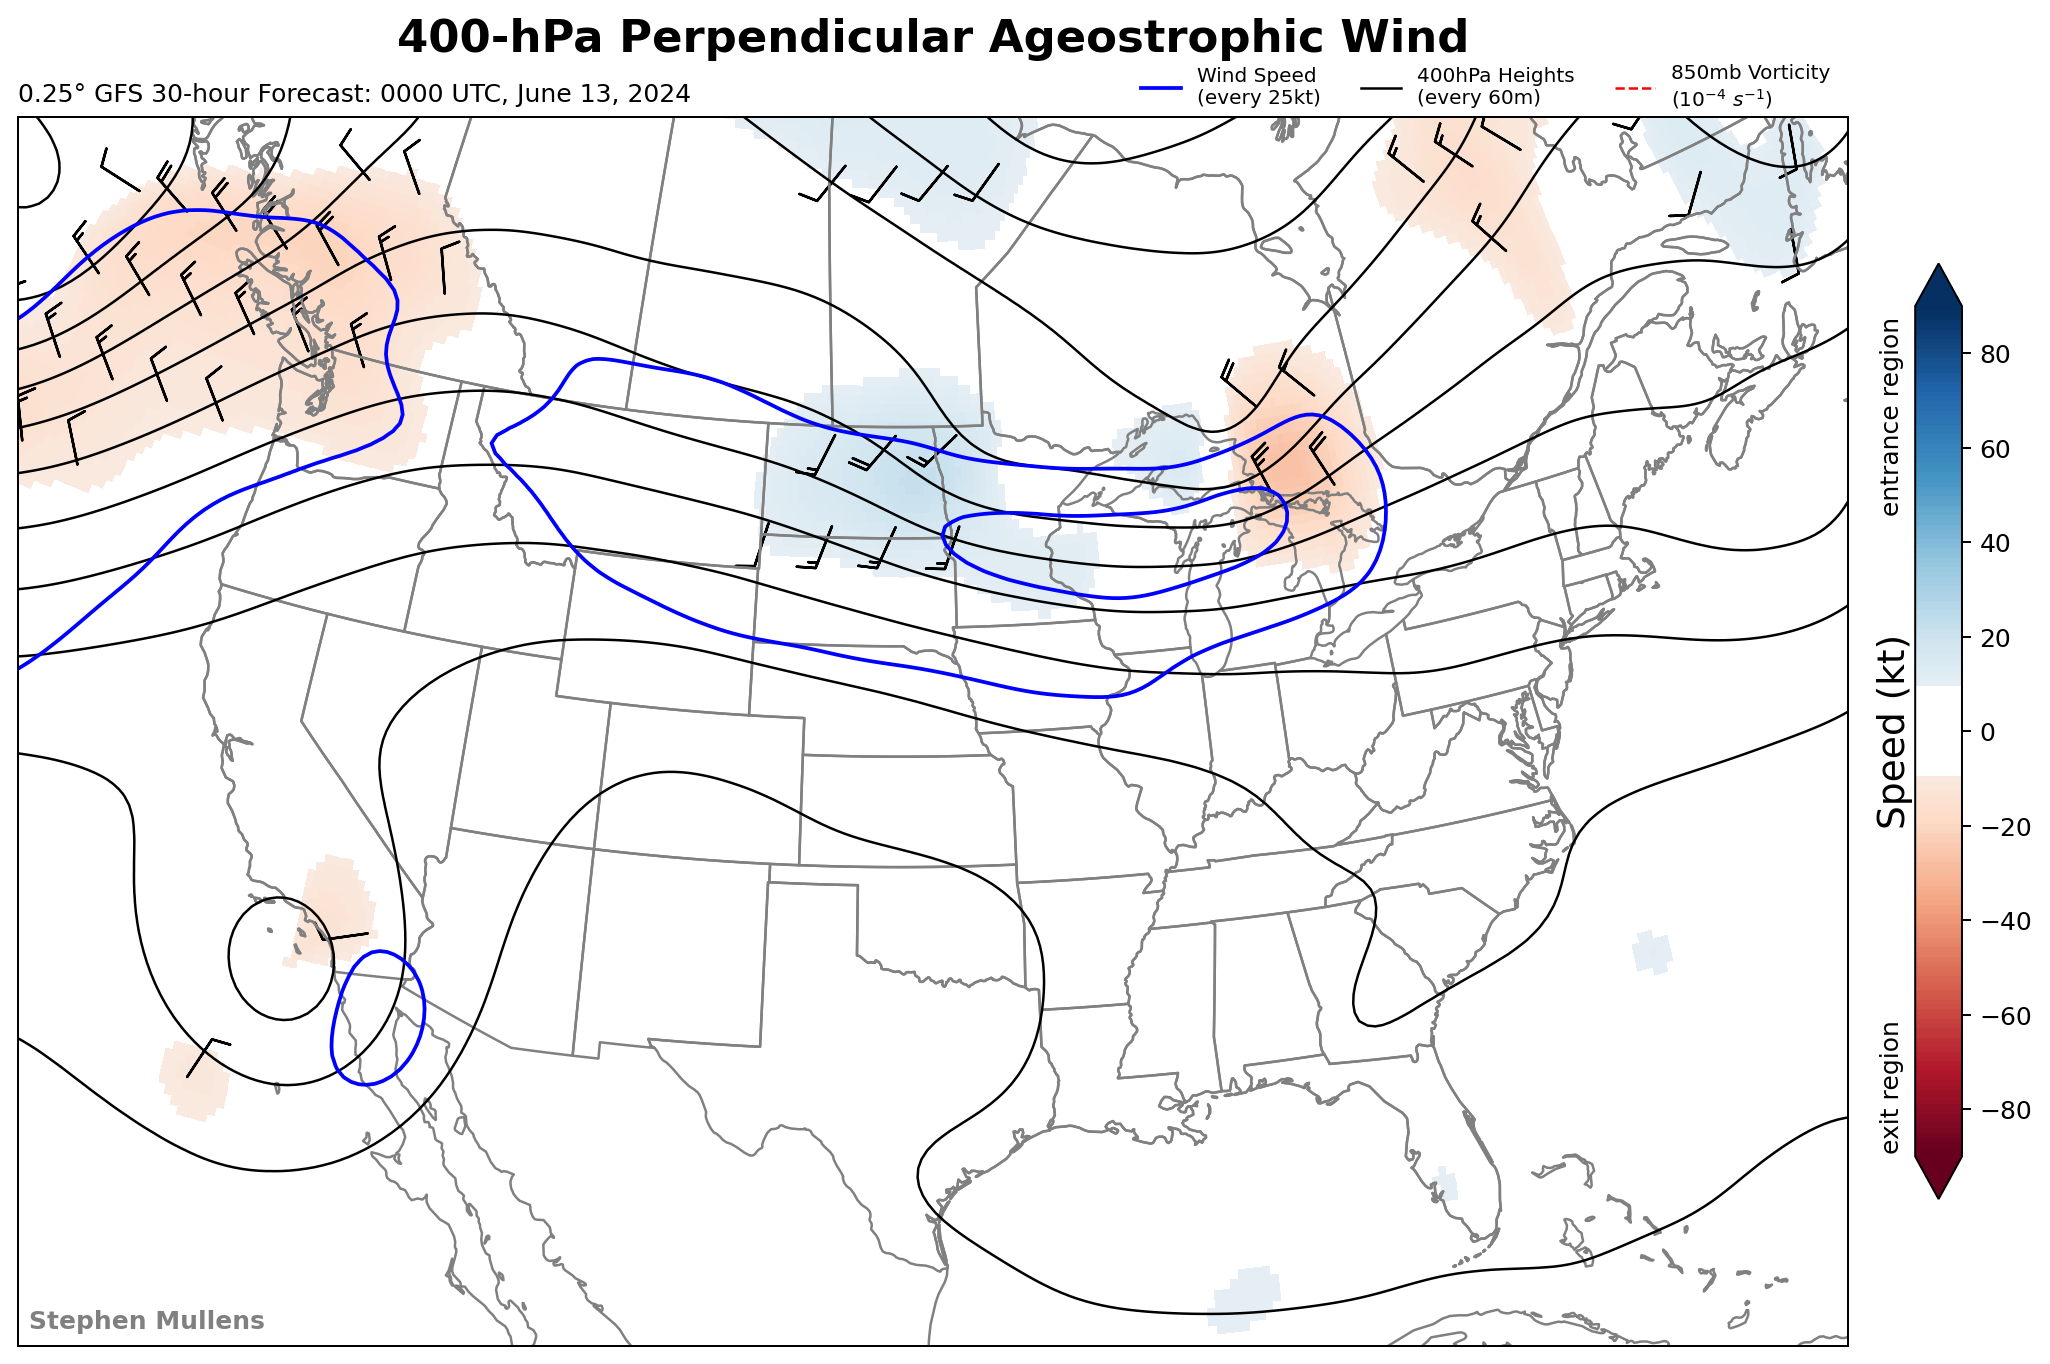 400-hPa Perpendicular Ageostrophic Wind
0.25° GFS 30-hour Forecast: 0000 UTC, June 13, 2024
Wind Speed
(every 25kt)
400hPa Heights
(every 60m)
850mb Vorticity
(10⁻⁴ s⁻¹)
entrance region
Speed (kt)
exit region
80
60
40
20
0
−20
−40
−60
−80
Stephen Mullens